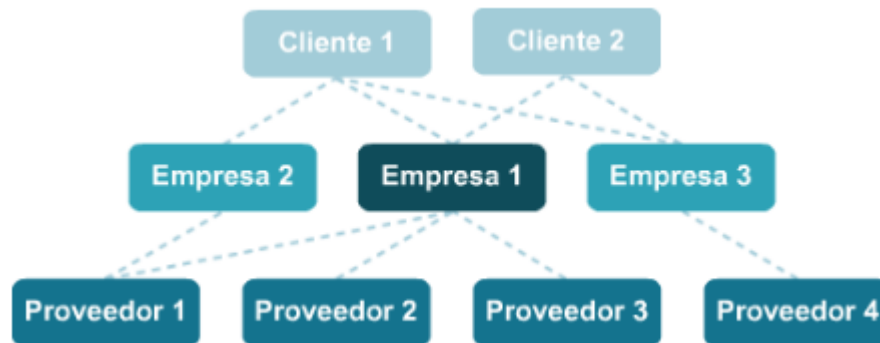 Cliente 1
Cliente 2
Empresa 2
Empresa 1
Empresa 3
Proveedor 1
Proveedor 2
Proveedor 3
Proveedor 4